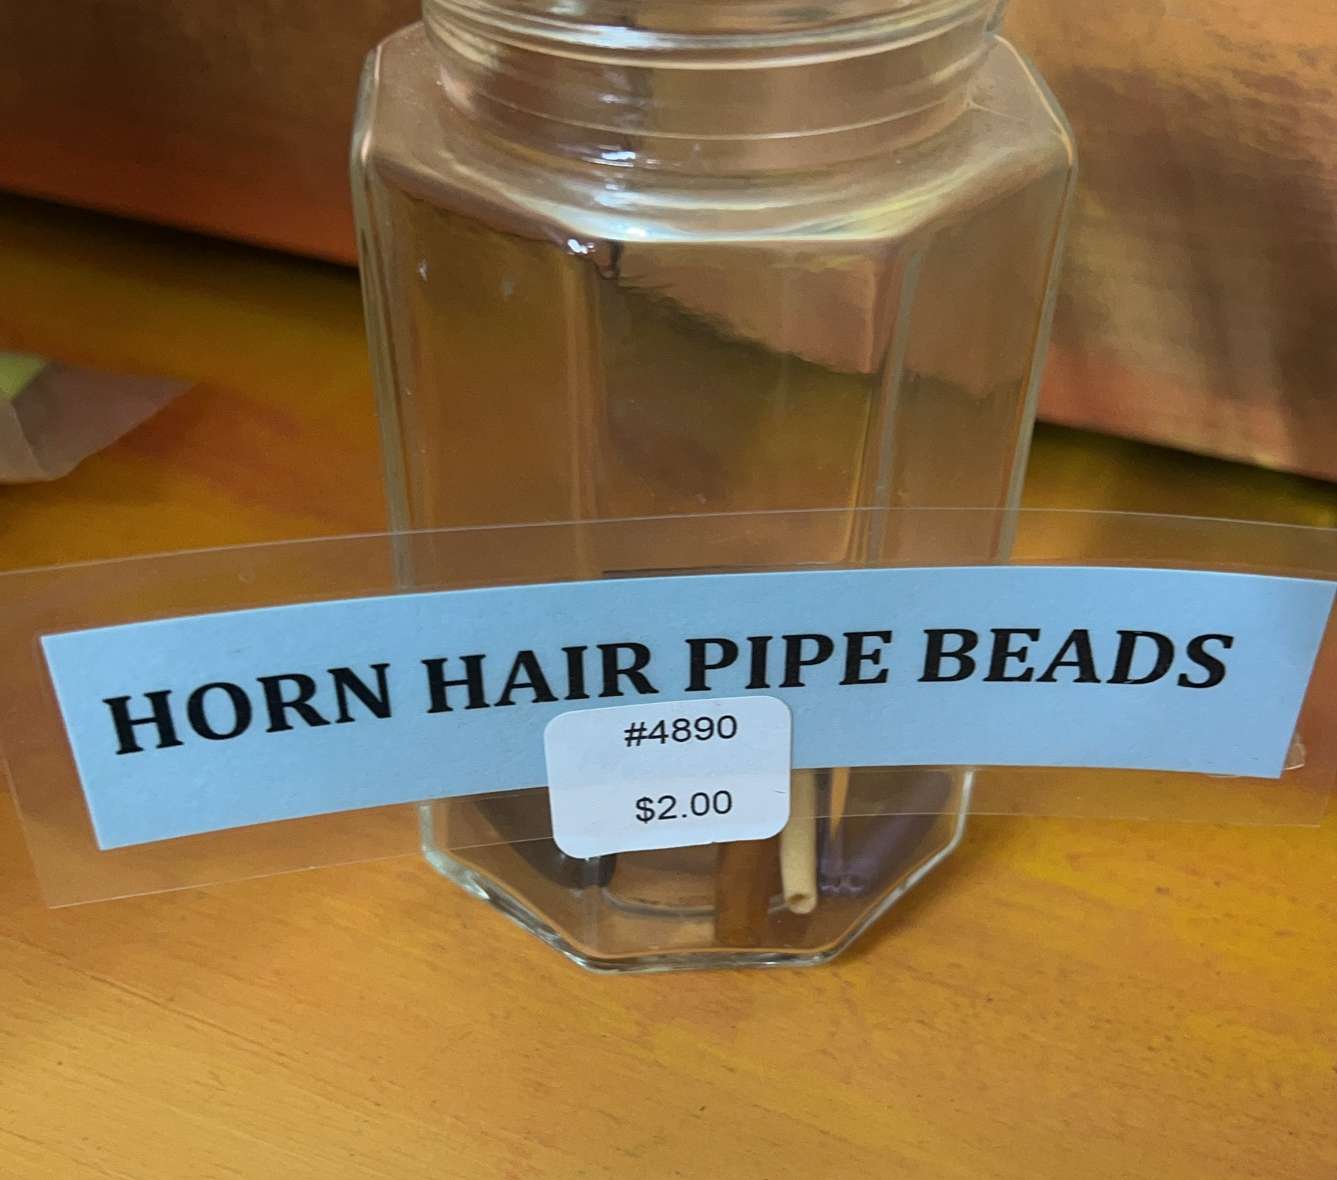 HORN HAIR PIPE BEADS
#4890
$2.00